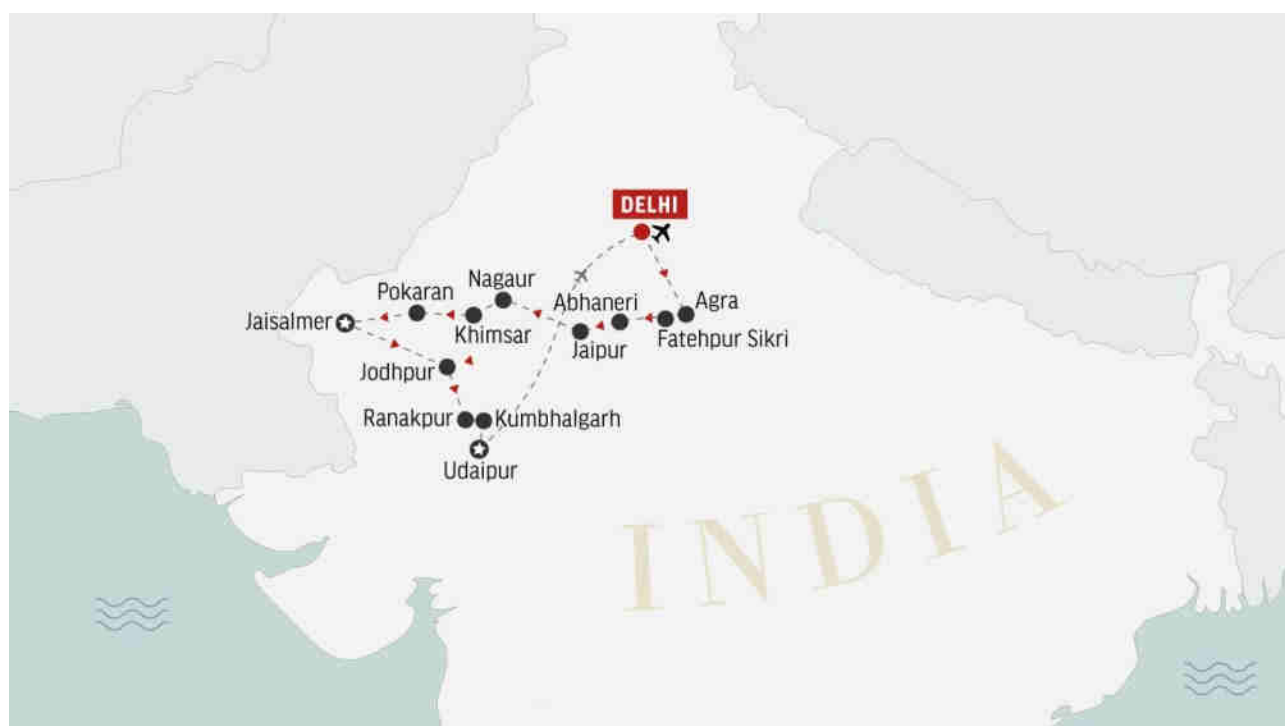 DELHI
Nagaur
Pokaran
Abhaneri
Agra
Jaisalmer
Khimsar
Jaipur
Fatehpur Sikri
Jodhpur
Ranakpur
Kumbhalgarh
Udaipur
INDIA